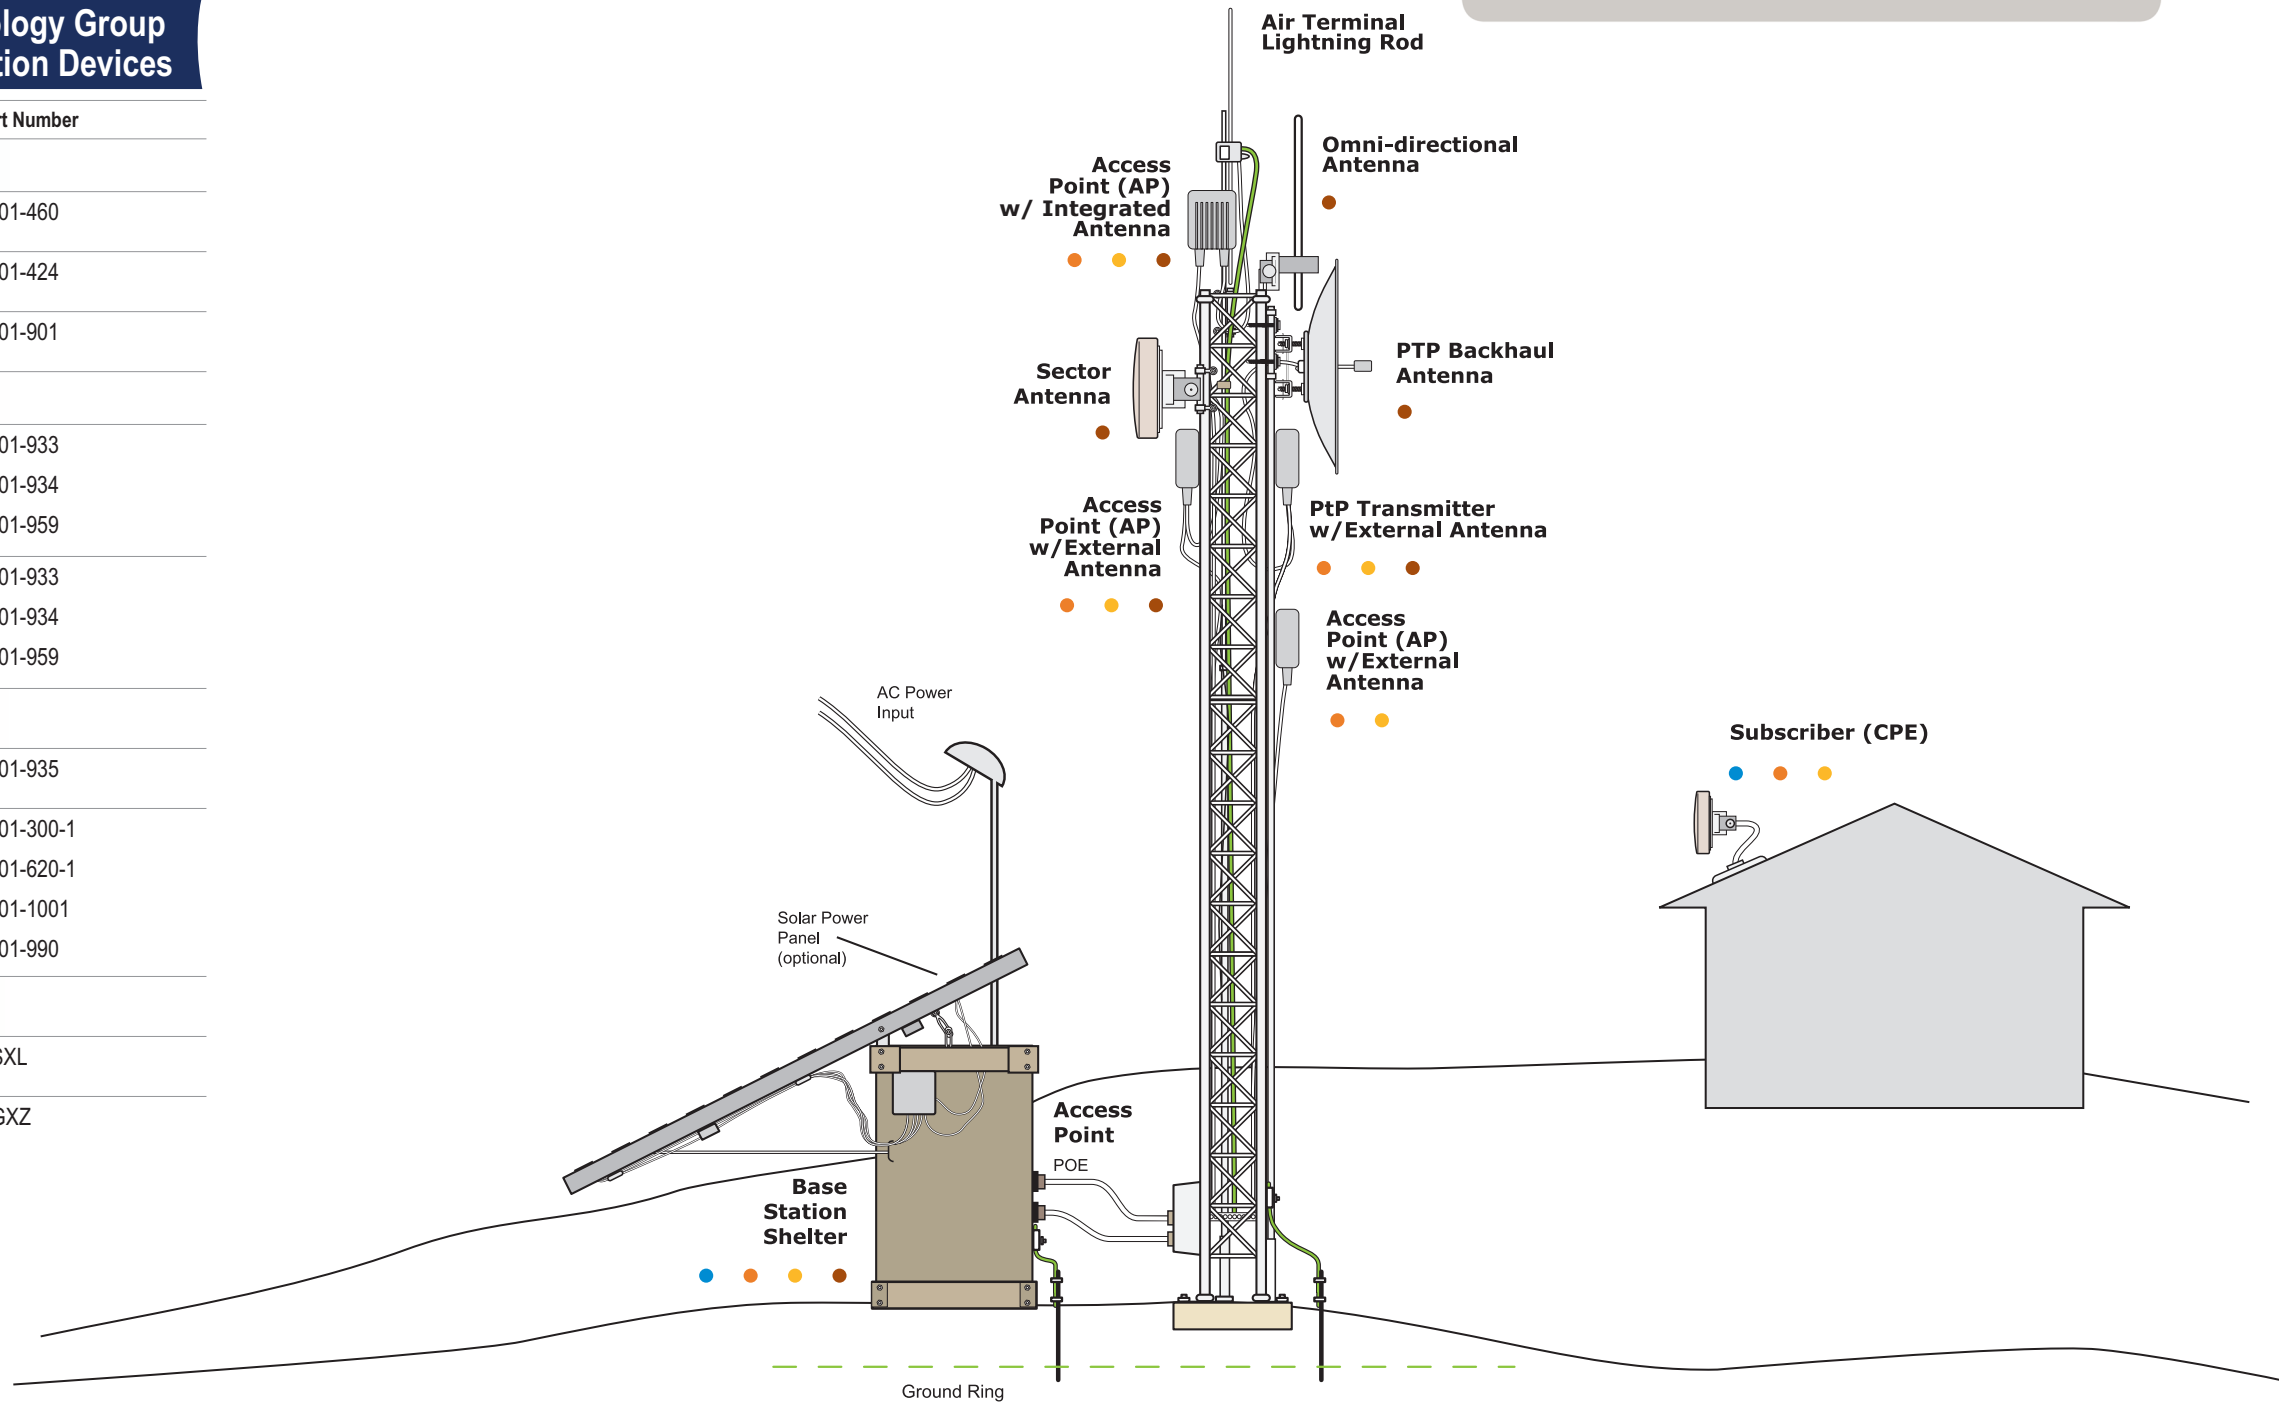 ology Group
tion Devices
rt Number
01-460
01-424
01-901
01-933
01-934
01-959
01-933
01-934
01-959
01-935
01-300-1
01-620-1
01-1001
01-990
SXL
GXZ
Air Terminal
Lightning Rod
Omni-directional
Antenna
Access
Point (AP)
w/ Integrated
Antenna
PTP Backhaul
Antenna
Sector
Antenna
Access
Point (AP)
w/External
Antenna
PtP Transmitter
w/External Antenna
Access
Point (AP)
w/External
Antenna
AC Power
Input
Subscriber (CPE)
Solar Power
Panel
(optional)
Access
Point
POE
Base
Station
Shelter
Ground Ring